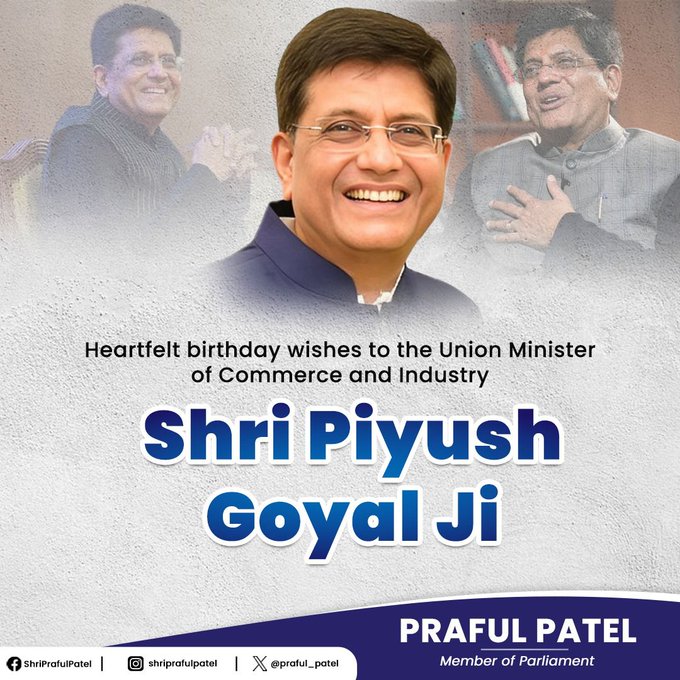 Heartfelt birthday wishes to the Union Minister
of Commerce and Industry
Shri Piyush
Goyal Ji
PRAFUL PATEL
Member of Parliament
ShriPrafulPatel | shriprafulpatel | @praful_patel